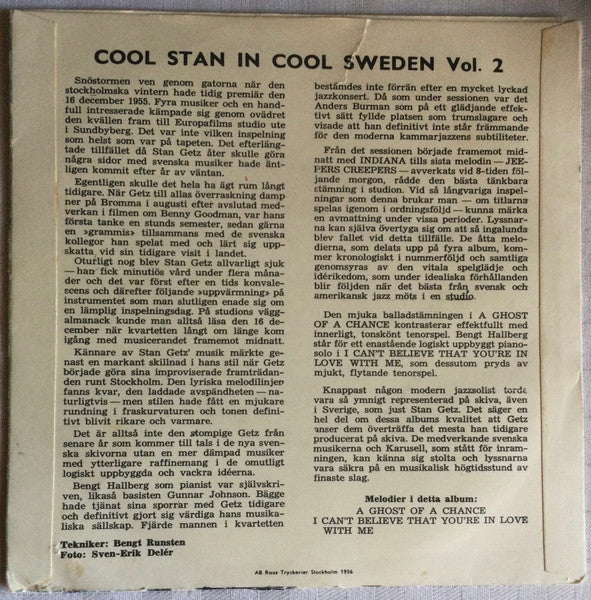 COOL STAN IN COOL SWEDEN Vol. 2
Snöstormen ven genom gatorna när den
stockholmska vintern hade tidig premiär den
16 december 1955. Fyra musiker och en hand-
full intresserade kämpade sig genom ovädret
den kvällen fram till Europafilms studio ute
i Sundbyberg. Det var inte vilken inspelning
som helst som var på tapeten. Det efterläng-
tade tillfället då Stan Getz åter skulle göra
några sidor med svenska musiker hade änt-
ligen kommit efter år av väntan.
Egentligen skulle det hela ha ägt rum långt
tidigare. När Getz till allas överraskning damp
ner på Bromma i augusti efter avslutad med-
verkan i filmen om Benny Goodman, var hans
första tanke en stunds semester, sedan gärna
en »grammis» tillsammans med de svenska
kollegor han spelat med och lärt sig upp-
skatta vid sin tidigare visit i landet.
Oturligt nog blev Stan Getz allvarligt sjuk
— han fick minutiös vård under flera måna-
der och det var först efter en tids konvale-
scens och därefter följande »uppvärmning» på
instrumentet som man slutligen enade sig om
en lämplig inspelningsdag. På studions vägg-
almanack kunde man alltså läsa den 16 de-
cember när kvartetten långt om länge kom
igång med musicerandet framemot midnatt.
Kännare av Stan Getz' musik märkte ge-
nast en markant skillnad i hans stil när Getz
började göra sina improviserade framträdan-
den runt Stockholm. Den lyriska melodilinjen
fanns kvar, den laddade avspändheten — na-
turligtvis — men stilen hade fått en mjukare
rundning i fraskurvaturen och tonen defini-
tivt blivit rikare och varmare.
Det är alltså inte den stompige Getz från
senare år som kommer till tals i de nya sven-
ska skivorna utan en mer dämpad musiker
med ytterligare raffinemang i de omutligt
logiskt uppbyggda och vackra idéerna.
Bengt Hallberg som pianist var självskri-
ven, likaså basisten Gunnar Johnson. Bägge
hade tjänat sina sporrar med Getz tidigare
och definitivt gjort sig värdiga hans musika-
liska sällskap. Fjärde mannen i kvartetten
Tekniker: Bengt Runsten
Foto: Sven-Erik Delér
bestämdes inte förrän efter en mycket lyckad
jazzkonsert. Då som under sessionen var det
Anders Burman som på ett glädjande effek-
tivt sätt fyllde platsen som trumslagare och
visade att han definitivt inte står främmande
för den moderna kammarjazzens subtiliteter.
Från det sessionen började framemot mid-
natt med INDIANA tills sista melodin — JEE-
PERS CREEPERS — avverkats vid 8-tiden föl-
jande morgon, rådde den bästa tänkbara
stämning i studion. Vid så långvariga inspel-
ningar som denna brukar man — om titlarna
spelas igenom i ordningsföljd — kunna märka
en avmattning under vissa perioder. Lyssnar-
na kan själva övertyga sig om att så ingalunda
blev fallet vid detta tillfälle. De åtta melo-
dierna, som delats upp på fyra album, kom-
mer kronologiskt i nummerföljd och samtliga
genomsyras av den vitala spelglädje och
idérikedom, som under idealiska förhållanden
blir följden när det bästa från svensk och
amerikansk jazz möts i en studio.
Den mjuka balladstämningen i A GHOST
OF A CHANCE kontrasterar effektfullt med
innerligt, tonskönt tenorspel. Bengt Hallberg
står för ett enastående logiskt uppbyggt piano-
solo i I CAN'T BELIEVE THAT YOU'RE IN
LOVE WITH ME, som dessutom pryds av
mjukt, flytande tenorspel.
Knappast någon modern jazzsolist torde
vara så ymnigt representerad på skiva, även
i Sverige, som just Stan Getz. Det säger en
hel del om dessa albums kvalitet att Getz
anser dem överträffa det mesta han tidigare
producerat på skiva. De medverkande svenska
musikerna och Karusell, som stått för inram-
ningen, kan känna sig stolta och lyssnarna
vara säkra på en musikalisk högtidsstund av
finaste slag.
Melodier i detta album:
A GHOST OF A CHANCE
I CAN'T BELIEVE THAT YOU'RE IN LOVE
WITH ME
AB Roos Tryckerier Stockholm 1956